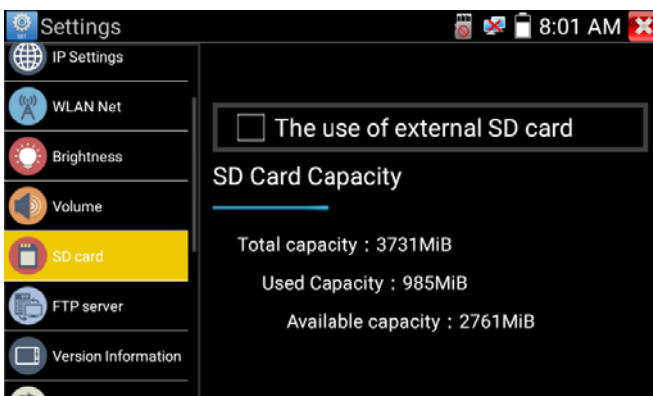 Settings
8:01 AM
IP Settings
WLAN Net
Brightness
Volume
SD card
FTP server
Version Information
The use of external SD card
SD Card Capacity
Total capacity : 3731MiB
Used Capacity : 985MiB
Available capacity : 2761MiB